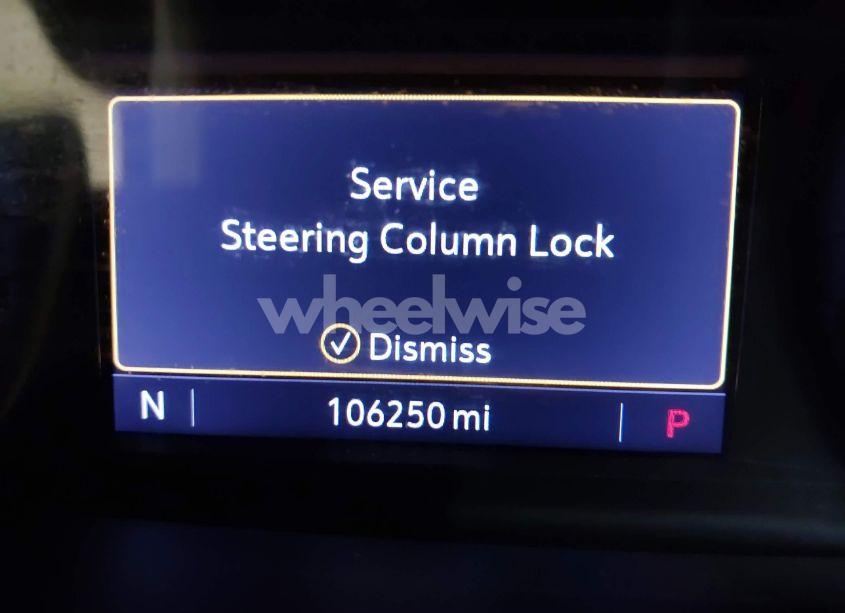 Service
Steering Column Lock
wheelwise
Dismiss
N 106250 mi P